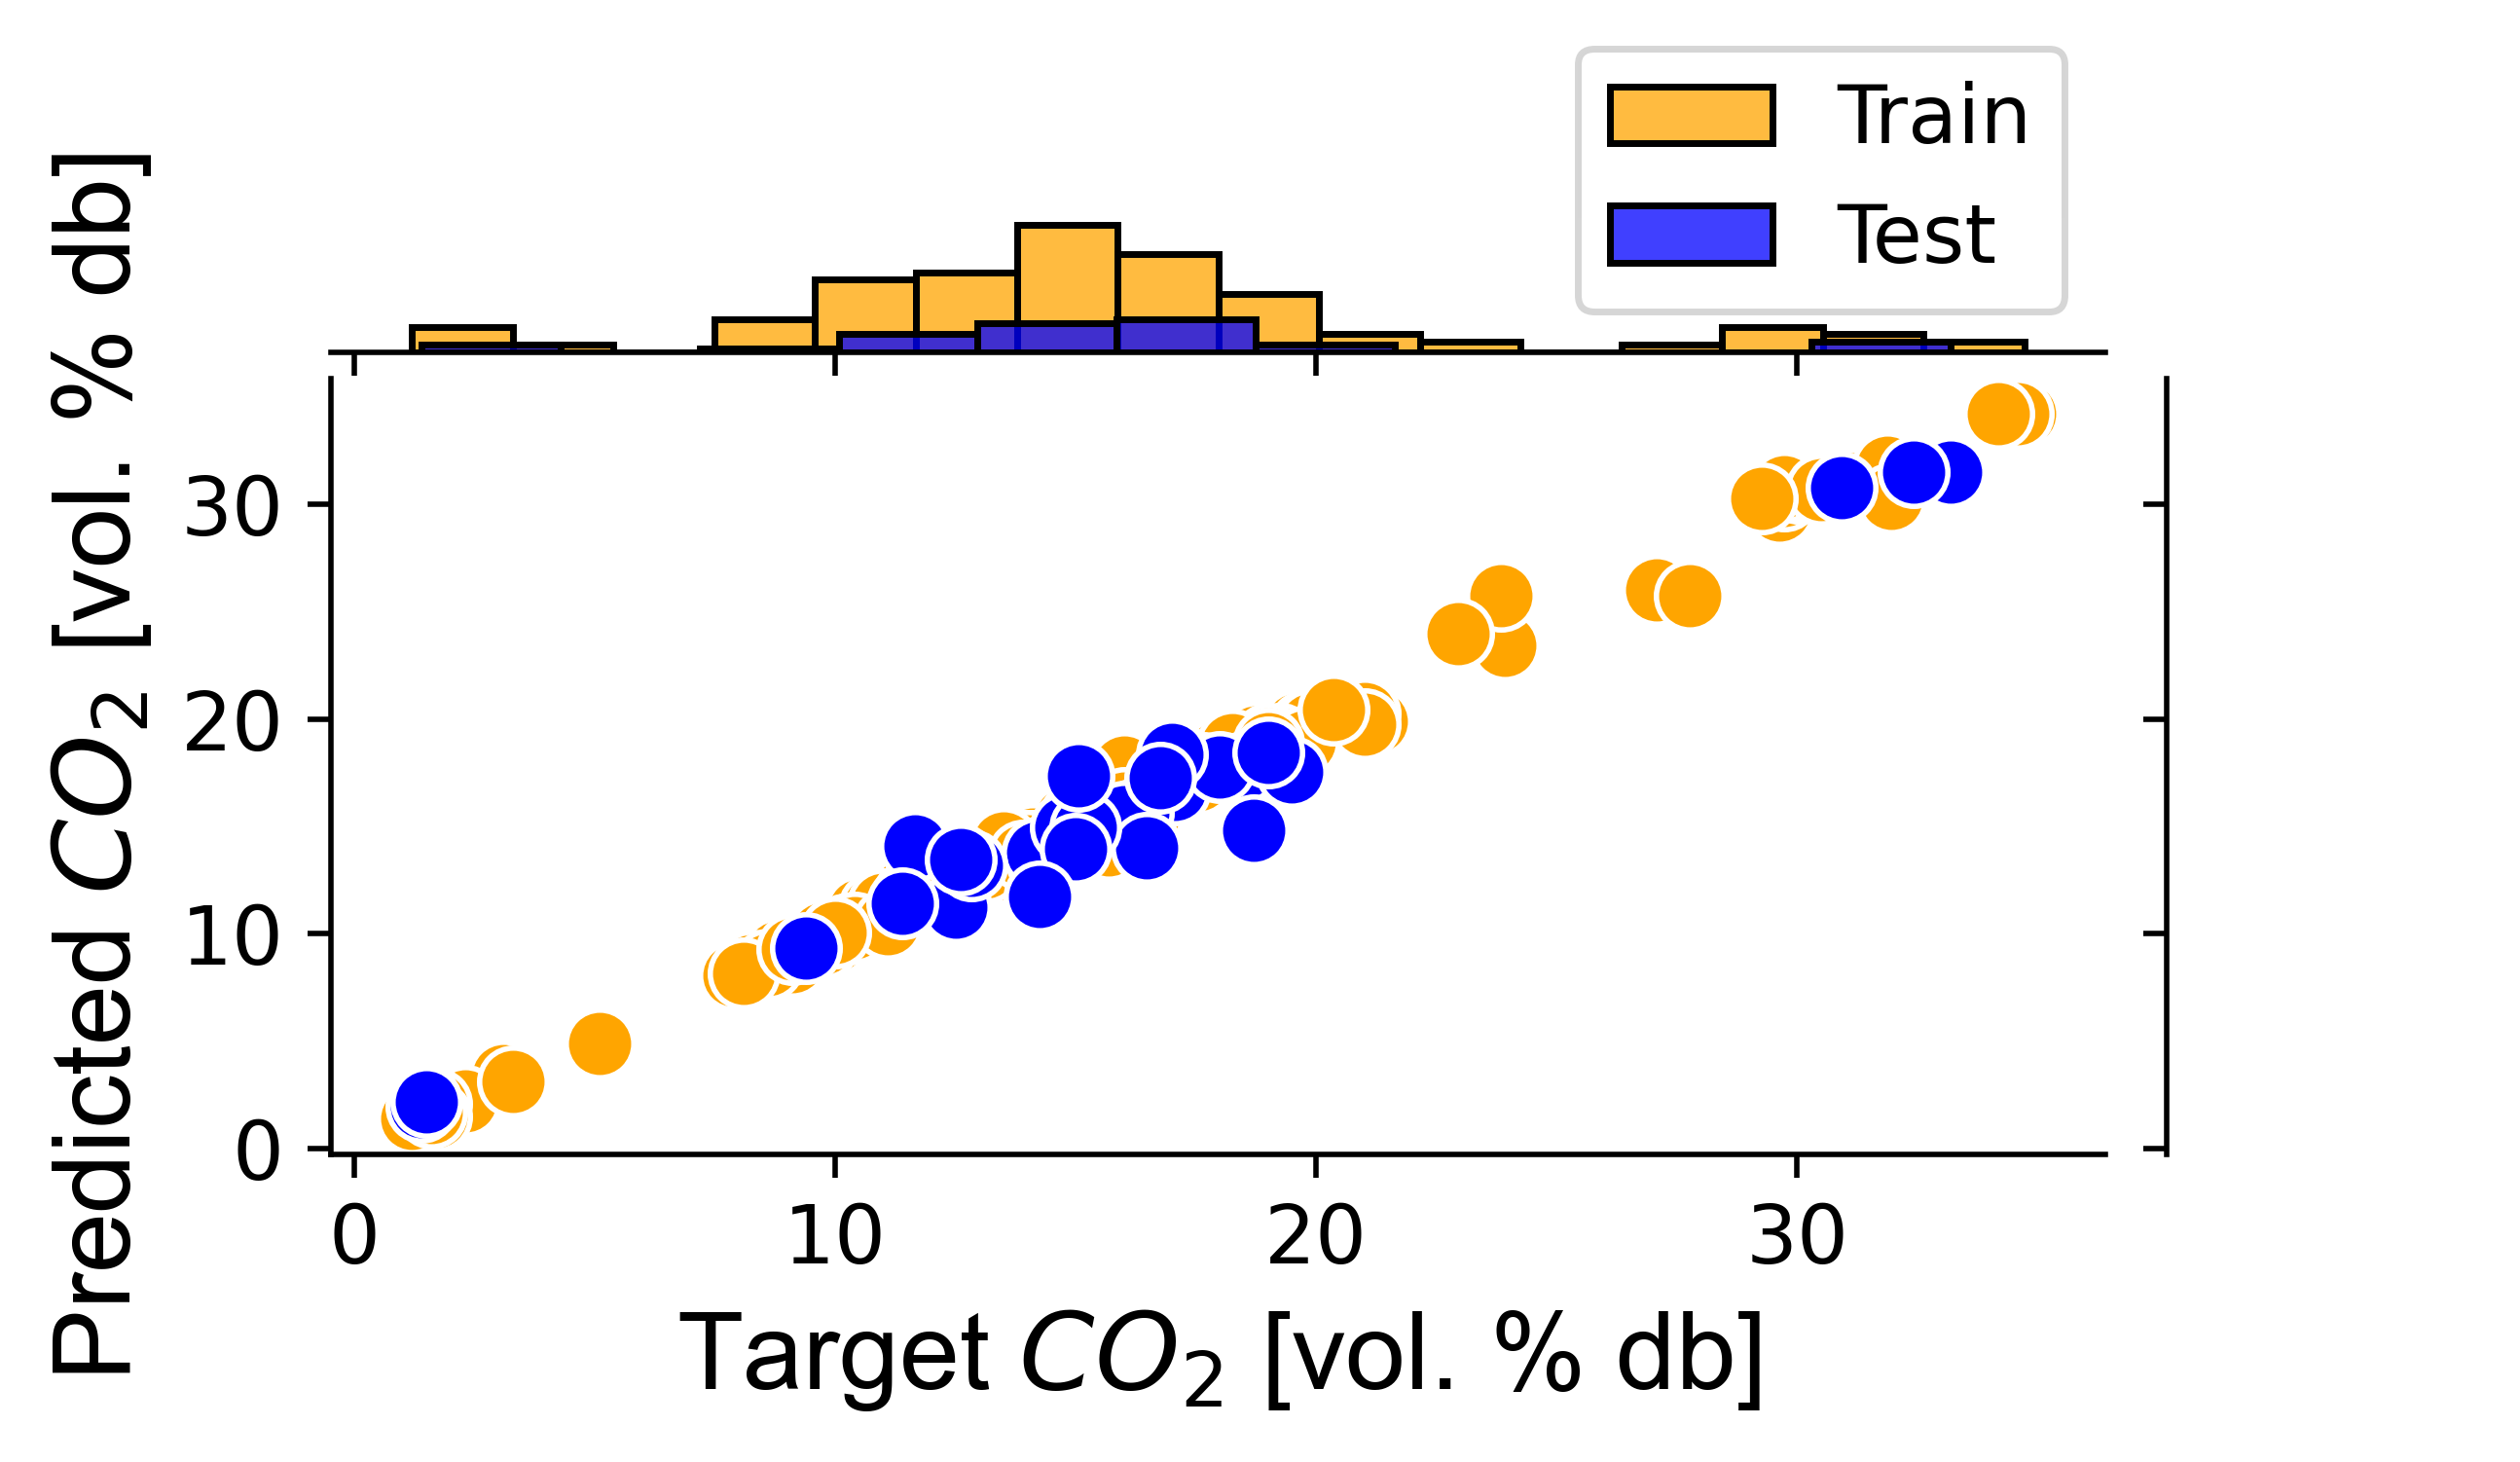 Train
Test
Predicted CO2 [vol. % db]
30
20
10
0
0 10 20 30
Target CO2 [vol. % db]